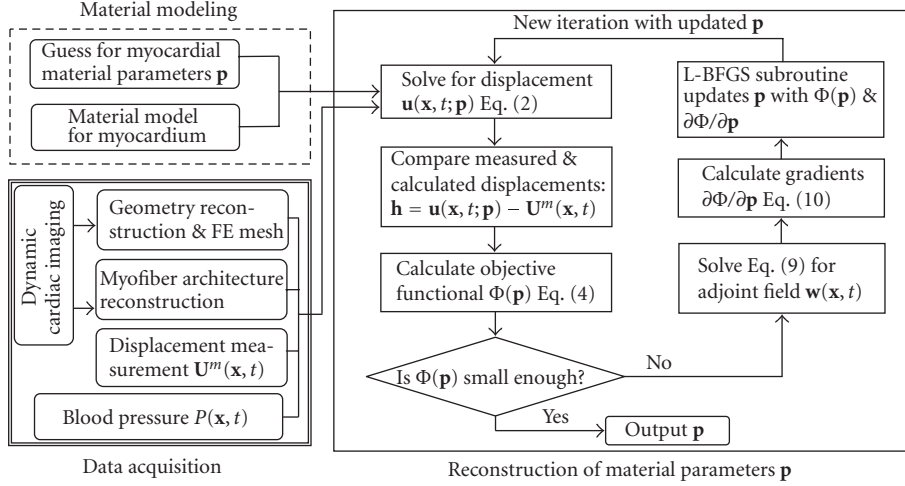 Material modeling
Guess for myocardial
material parameters p
Material model
for myocardium
Dynamic
cardiac imaging
Geometry recon-
struction & FE mesh
Myofiber architecture
reconstruction
Displacement mea-
surement Uᵐ(x, t)
Blood pressure P(x, t)
Data acquisition
New iteration with updated p
Solve for displacement
u(x, t; p) Eq. (2)
Compare measured &
calculated displacements:
h = u(x, t; p) − Uᵐ(x, t)
Calculate objective
functional Φ(p) Eq. (4)
Is Φ(p) small enough?
No
Yes
Output p
L-BFGS subroutine
updates p with Φ(p) &
∂Φ/∂p
Calculate gradients
∂Φ/∂p Eq. (10)
Solve Eq. (9) for
adjoint field w(x, t)
Reconstruction of material parameters p